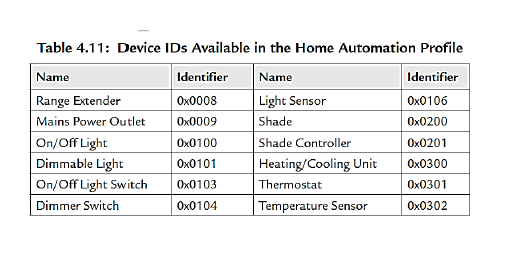 Table 4.11: Device IDs Available in the Home Automation Profile
Name Identifier Name Identifier
Range Extender 0x0008 Light Sensor 0x0106
Mains Power Outlet 0x0009 Shade 0x0200
On/Off Light 0x0100 Shade Controller 0x0201
Dimmable Light 0x0101 Heating/Cooling Unit 0x0300
On/Off Light Switch 0x0103 Thermostat 0x0301
Dimmer Switch 0x0104 Temperature Sensor 0x0302